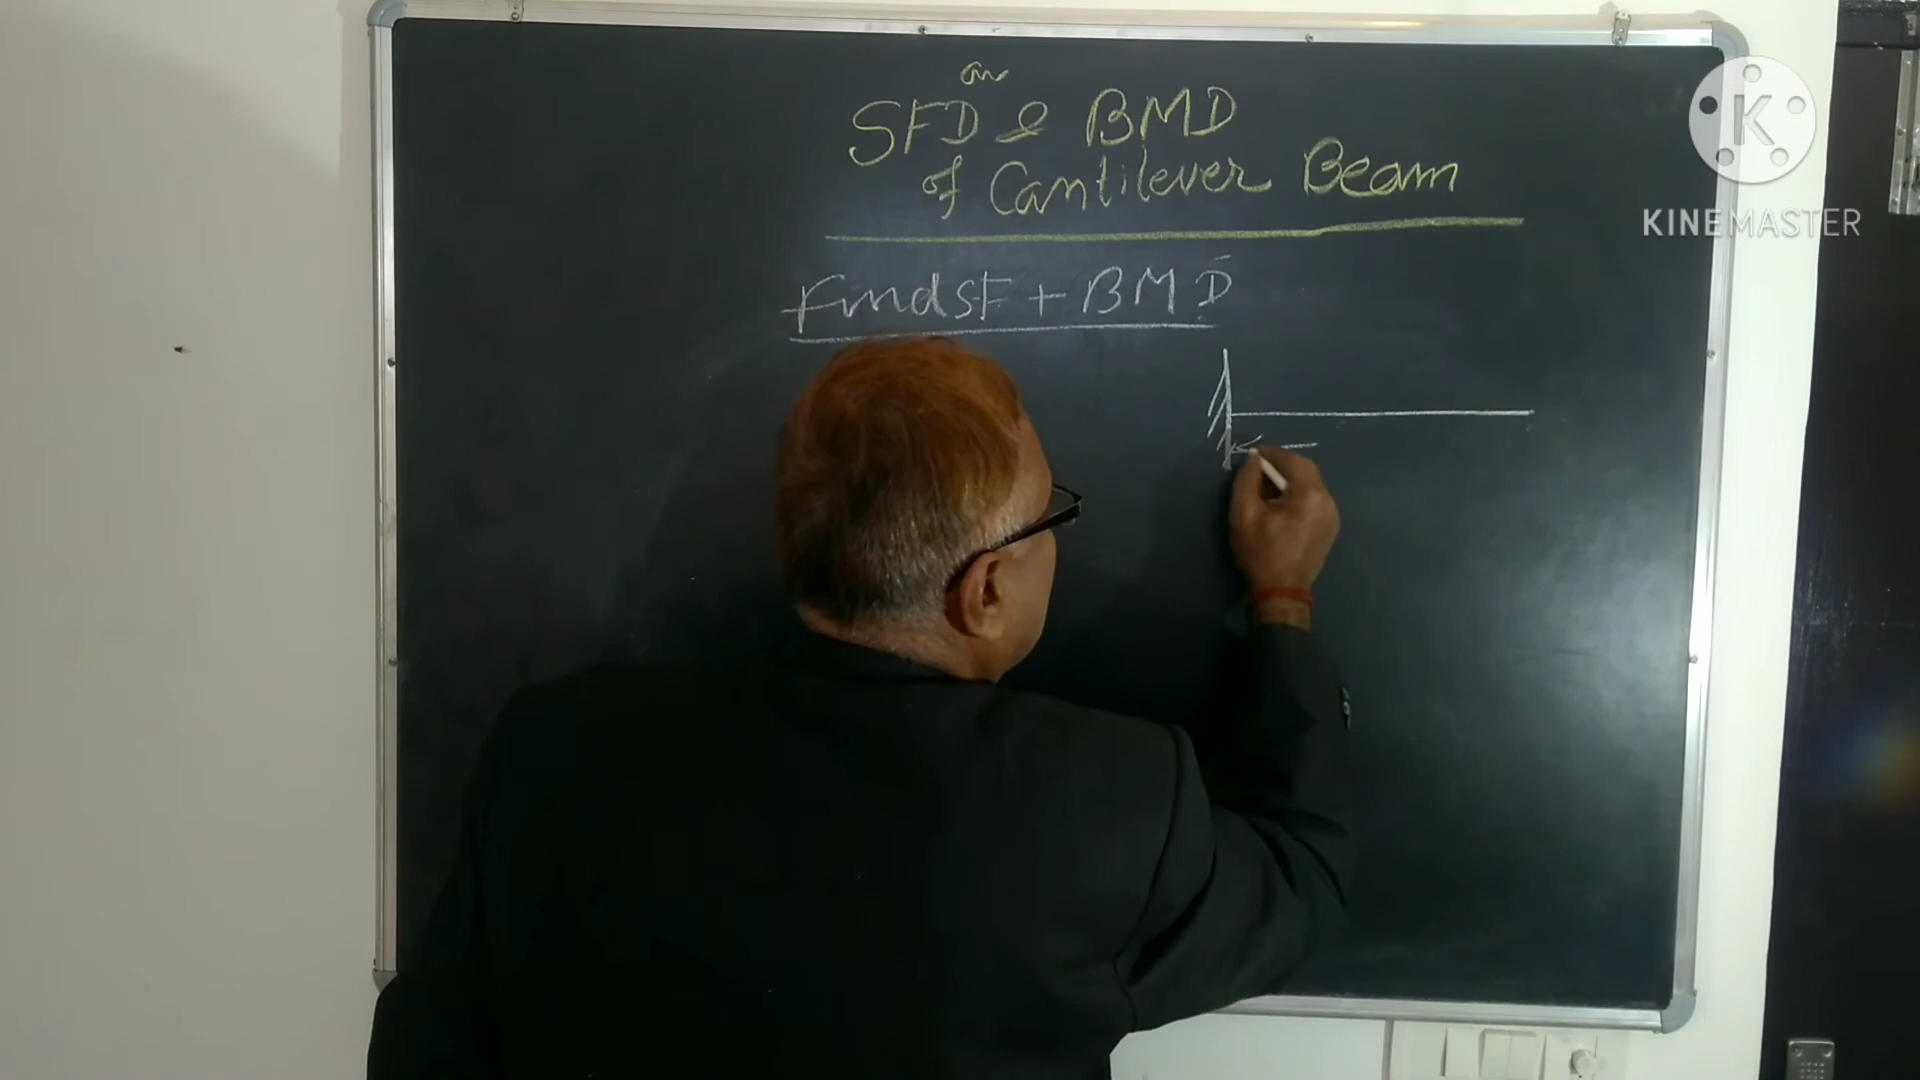 on
SFD & BMD
of Cantilever Beam
Find SF + BMD
K
KINEMASTER